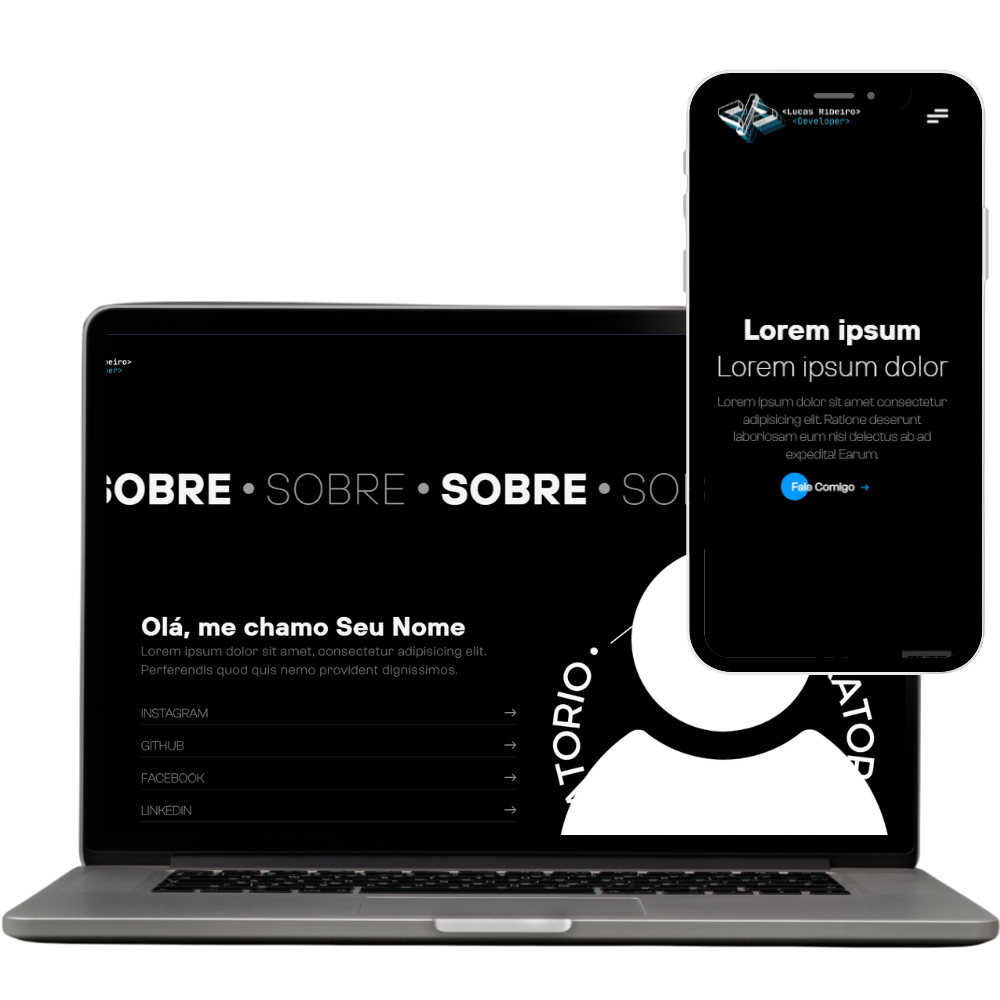 <Lucas Ribeiro>
<Developer>
Lorem ipsum
Lorem ipsum dolor
Lorem ipsum dolor sit amet consectetur
adipisicing elit. Ratione deserunt
laboriosam eum nisi delectus ab ad
expedita! Earum.
Fale Comigo →
beiro>
per>
SOBRE • SOBRE • SOBRE • SO
Olá, me chamo Seu Nome
Lorem ipsum dolor sit amet, consectetur adipisicing elit.
Perferendis quod quis nemo provident dignissimos.
INSTAGRAM →
GITHUB →
FACEBOOK →
LINKEDIN →
ATORIO •